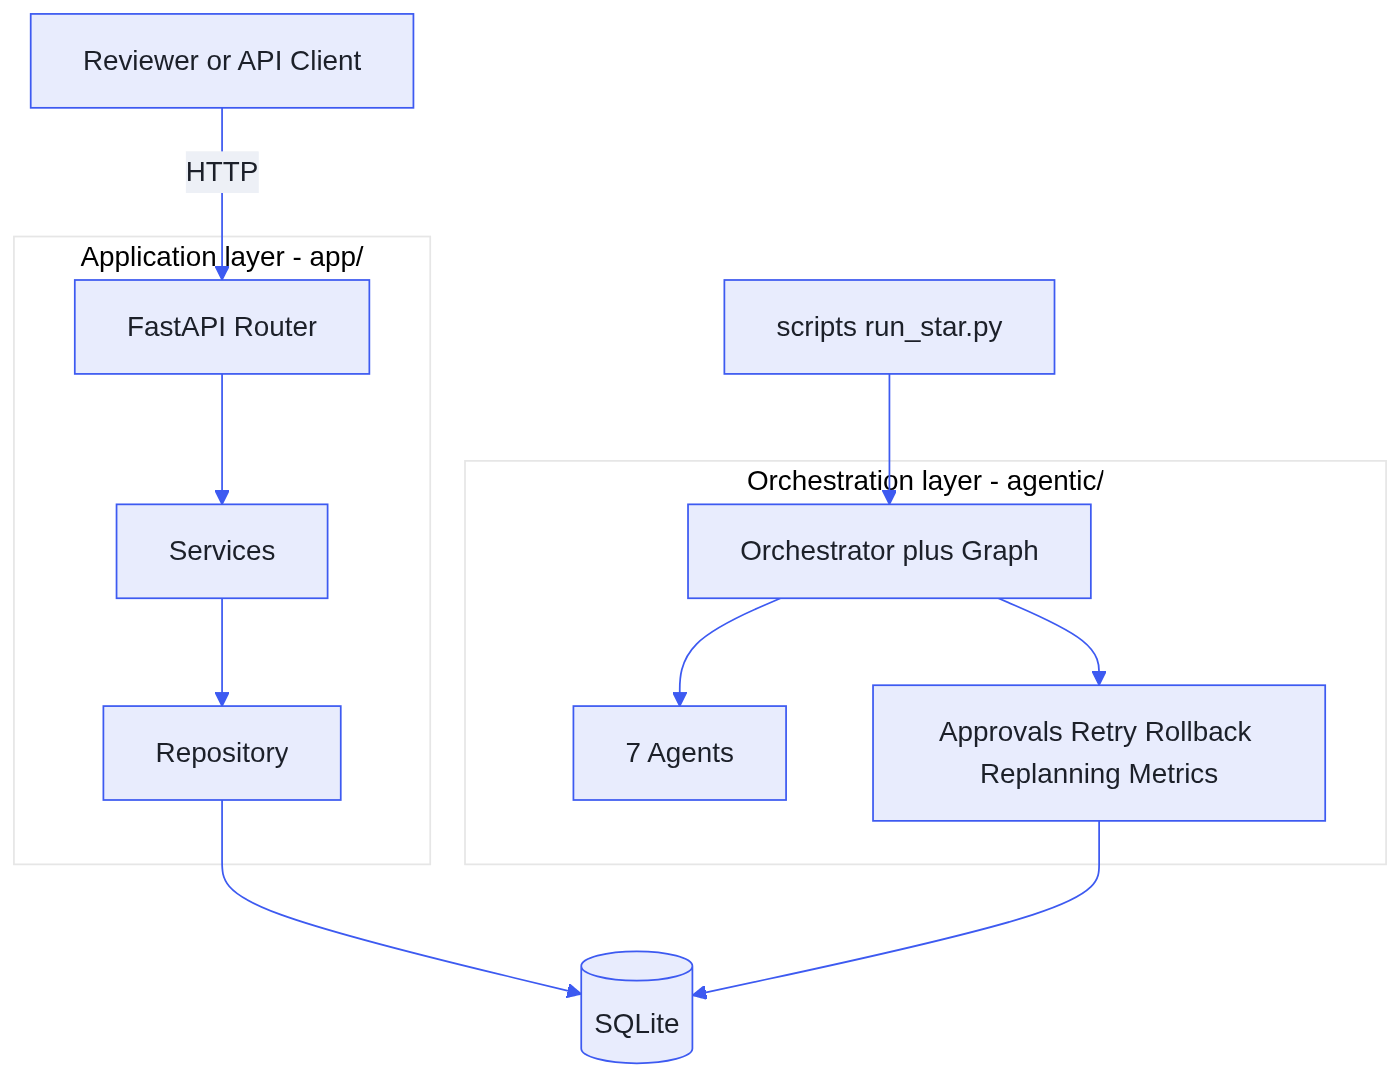 Reviewer or API Client
HTTP
Application layer - app/
FastAPI Router
scripts run_star.py
Orchestration layer - agentic/
Services
Orchestrator plus Graph
Repository
7 Agents
Approvals Retry Rollback
Replanning Metrics
SQLite